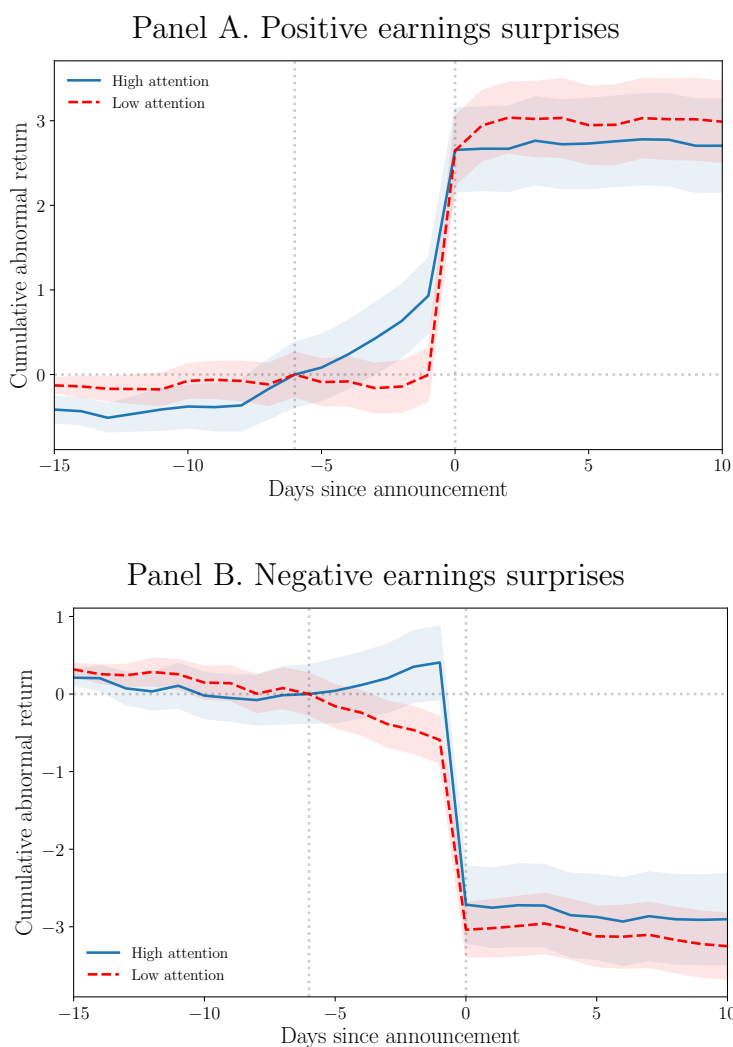 Panel A. Positive earnings surprises
High attention
Low attention
Cumulative abnormal return
3
2
1
0
−15
−10
−5
0
5
10
Days since announcement
Panel B. Negative earnings surprises
Cumulative abnormal return
1
0
−1
−2
−3
High attention
Low attention
−15
−10
−5
0
5
10
Days since announcement